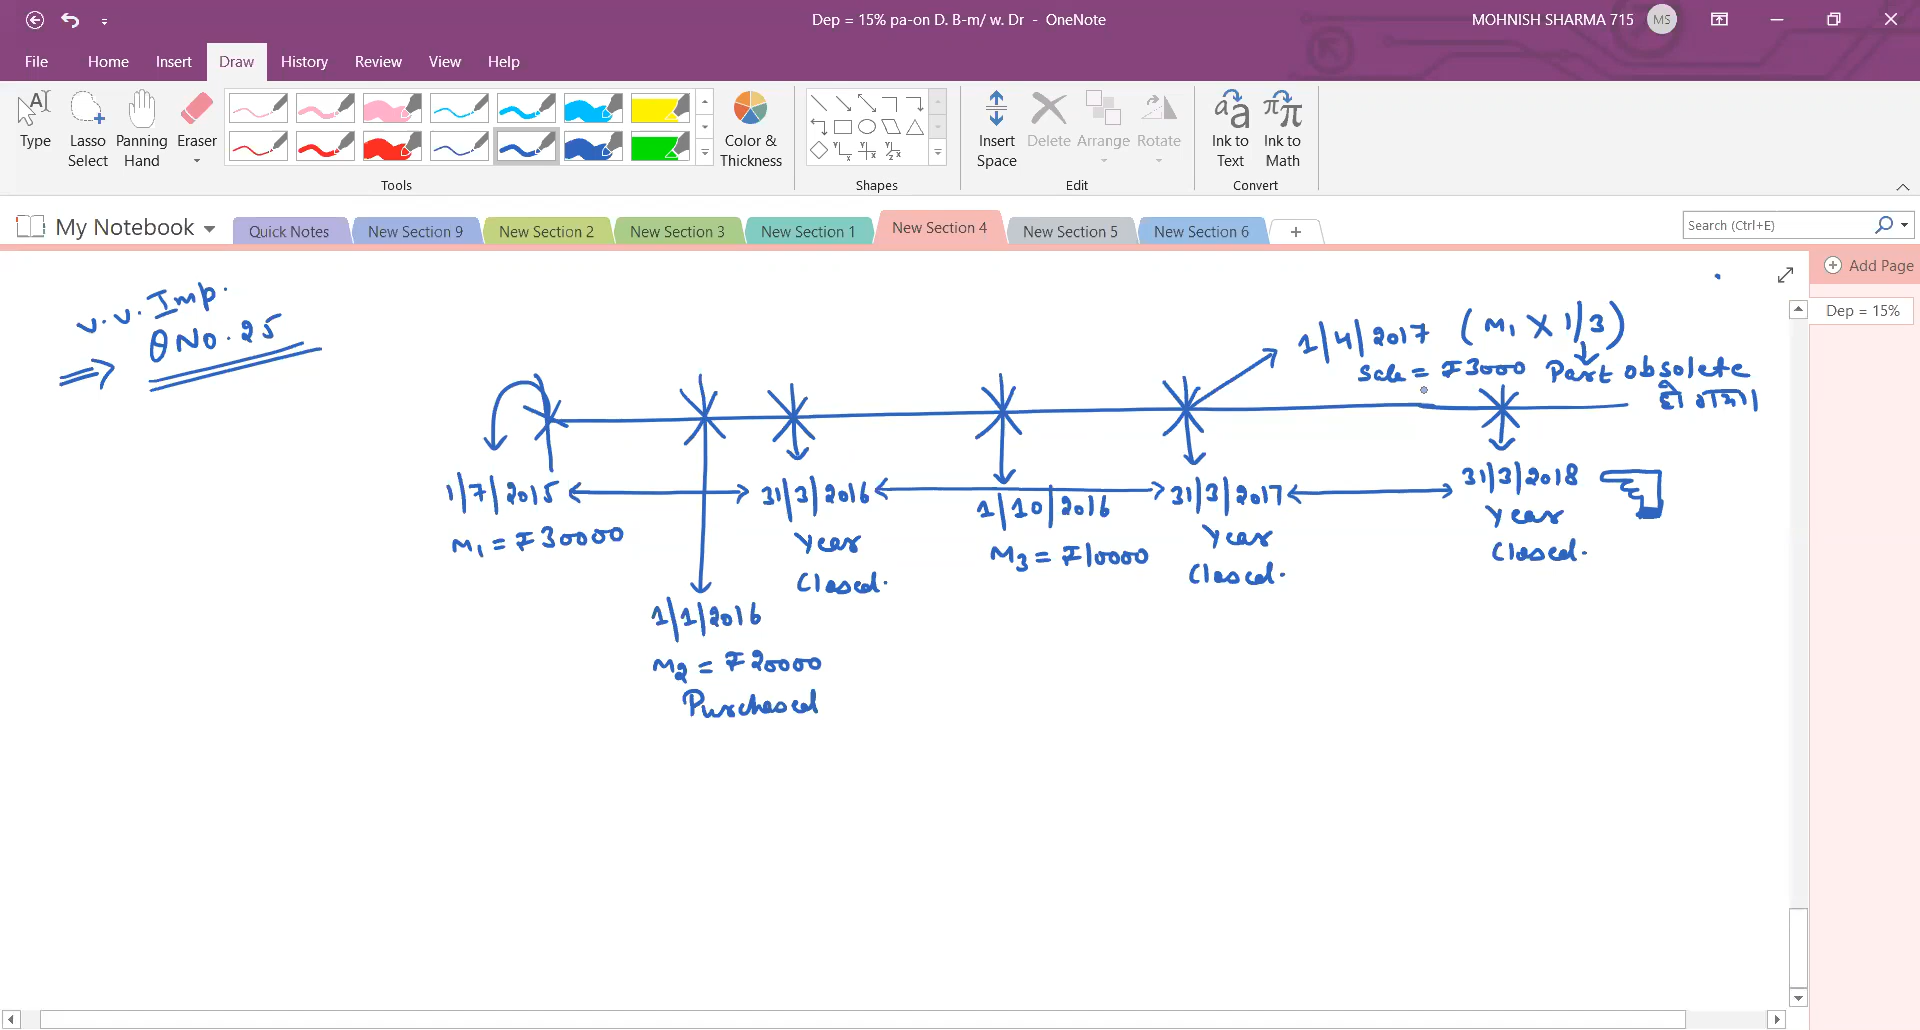 Dep = 15% pa-on D. B-m/ w. Dr - OneNote
MOHNISH SHARMA 715
MS
File
Home
Insert
Draw
History
Review
View
Help
Type
Lasso Select
Panning Hand
Eraser
Color & Thickness
Insert Space
Delete
Arrange
Rotate
Ink to Text
Ink to Math
Tools
Shapes
Edit
Convert
My Notebook
Quick Notes
New Section 9
New Section 2
New Section 3
New Section 1
New Section 4
New Section 5
New Section 6
Search (Ctrl+E)
Add Page
Dep = 15%
v.v. Imp.
QNo.25
1/4/2017 (M1 X 1/3)
Sale = ₹3000 Part obsolete
हो गया।
1/7/2015
M1 = ₹30000
1/1/2016
M2 = ₹20000
Purchased
31/3/2016
Year
Closed.
1/10/2016
M3 = ₹10000
31/3/2017
Year
Closed.
31/3/2018
Year
Closed.